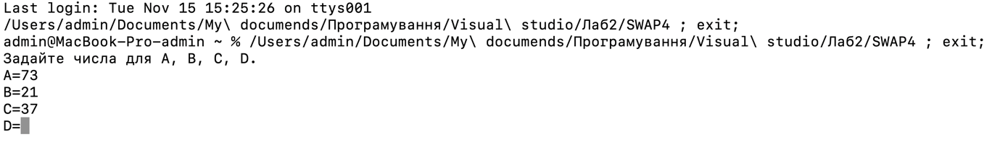 Last login: Tue Nov 15 15:25:26 on ttys001
/Users/admin/Documents/My\ documends/Програмування/Visual\ studio/Лаб2/SWAP4 ; exit;
admin@MacBook-Pro-admin ~ % /Users/admin/Documents/My\ documends/Програмування/Visual\ studio/Лаб2/SWAP4 ; exit;
Задайте числа для A, B, C, D.
A=73
B=21
C=37
D=